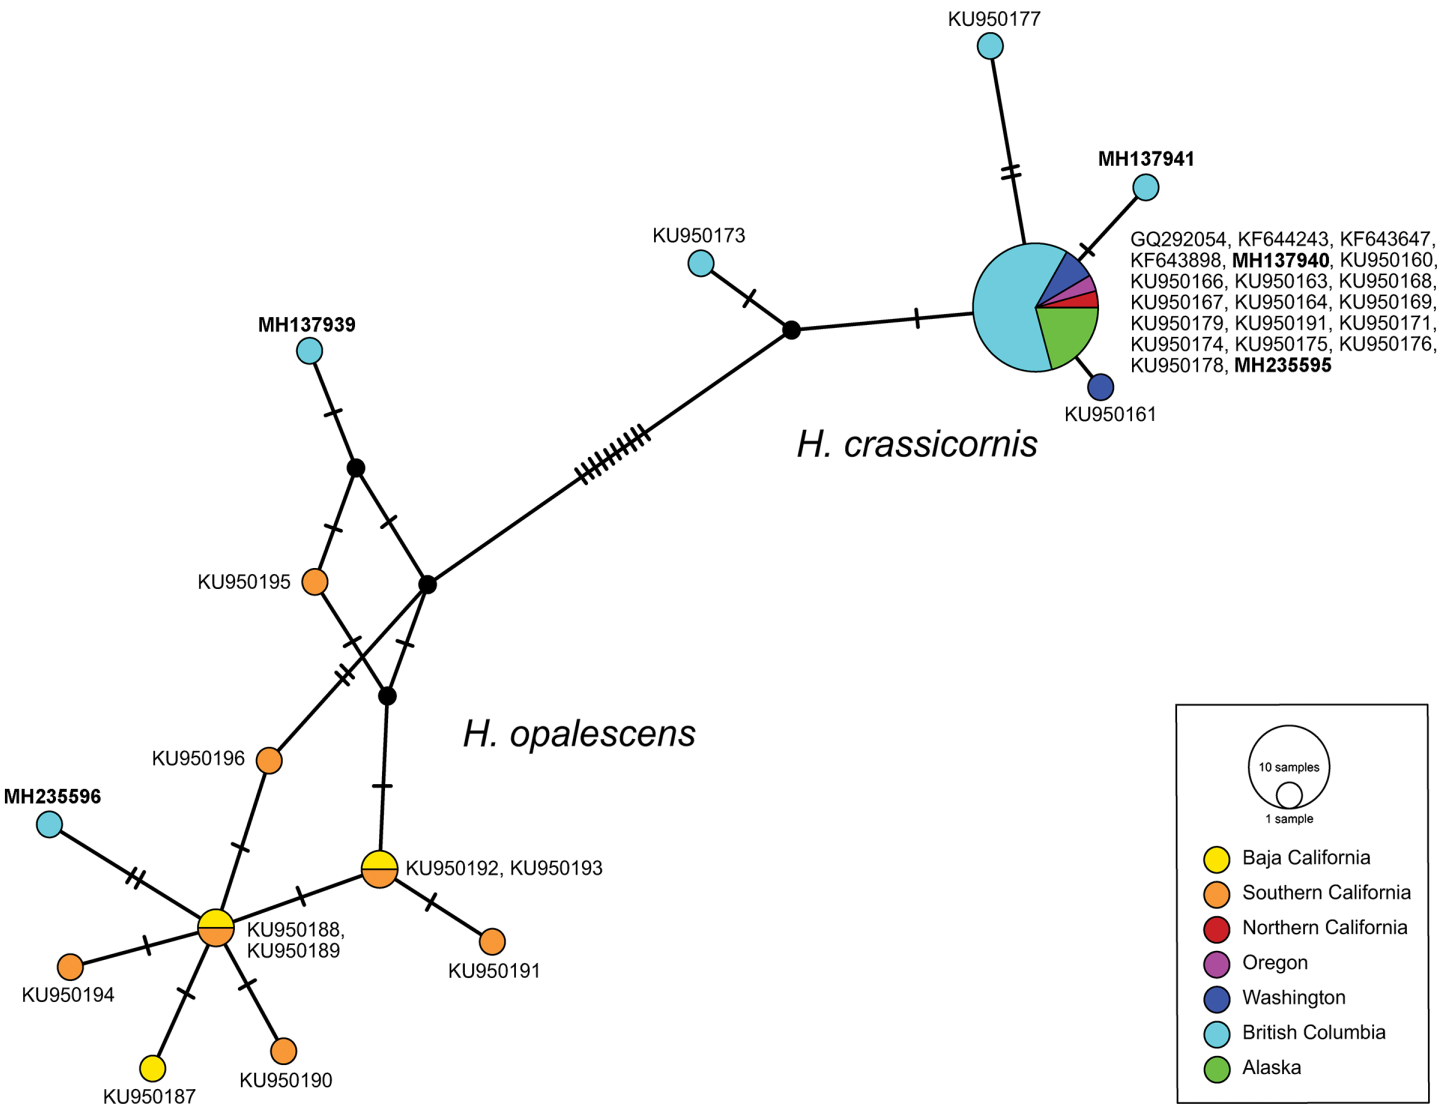 KU950177
MH137941
KU950173
GQ292054, KF644243, KF643647,
KF643898, MH137940, KU950160,
KU950166, KU950163, KU950168,
KU950167, KU950164, KU950169,
KU950179, KU950191, KU950171,
KU950174, KU950175, KU950176,
KU950178, MH235595
MH137939
KU950161
H. crassicornis
KU950195
H. opalescens
KU950196
MH235596
KU950192, KU950193
KU950188,
KU950189
KU950191
KU950194
KU950190
KU950187
10 samples
1 sample
Baja California
Southern California
Northern California
Oregon
Washington
British Columbia
Alaska